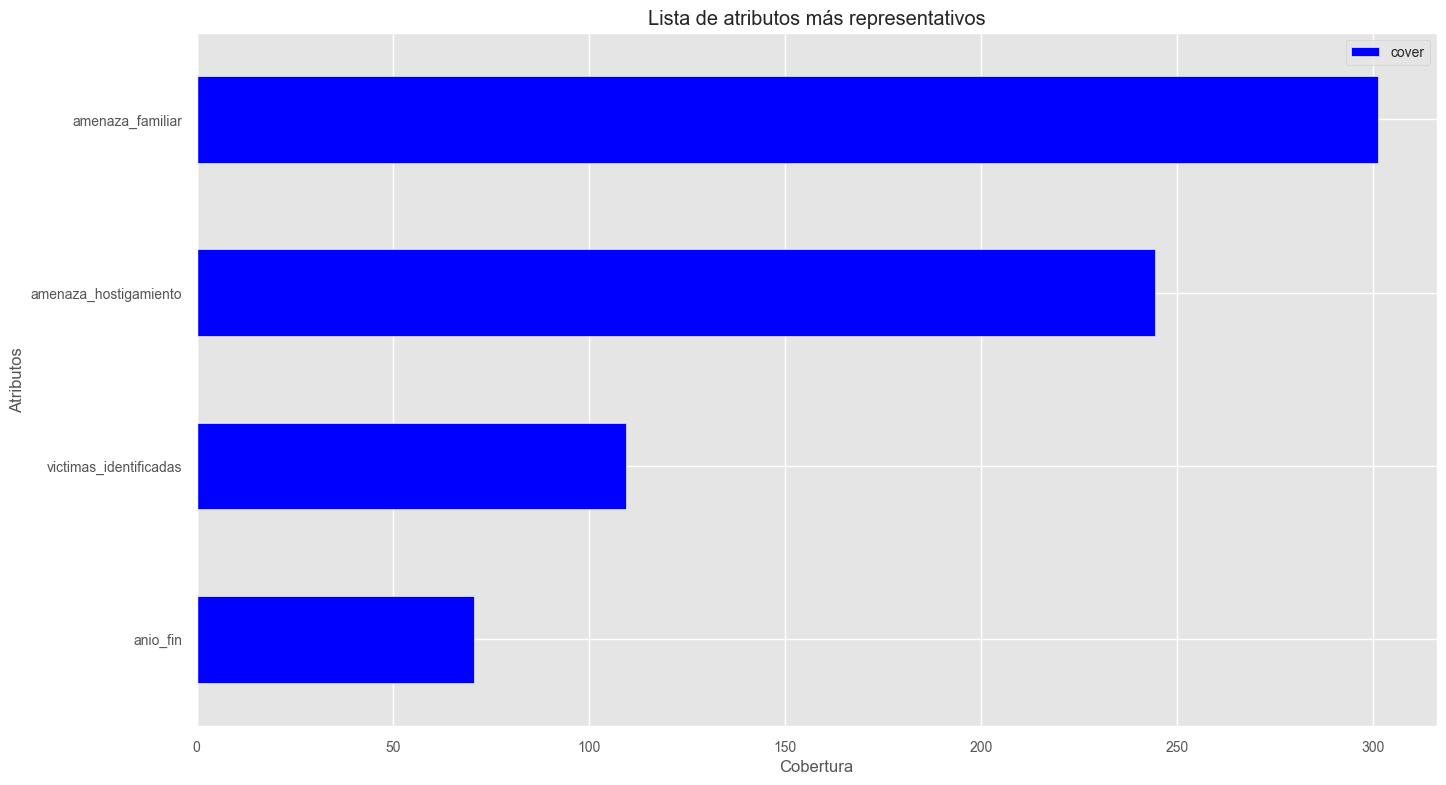 Lista de atributos más representativos
cover
amenaza_familiar
amenaza_hostigamiento
victimas_identificadas
anio_fin
Atributos
0 50 100 150 200 250 300
Cobertura